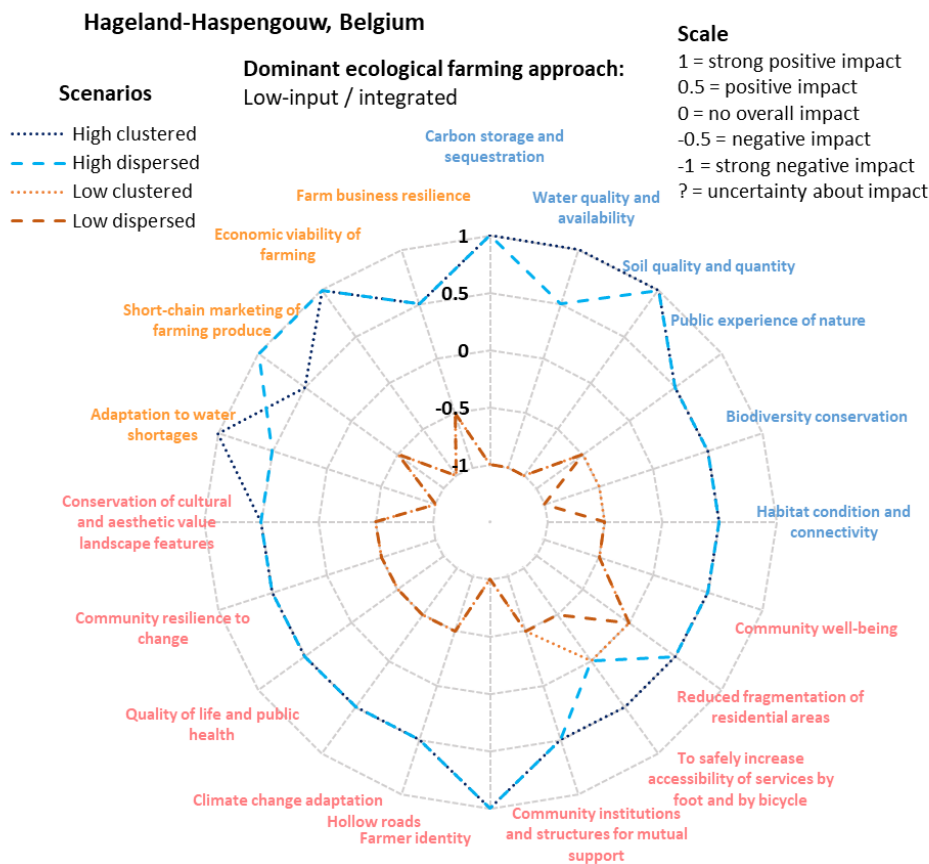 Hageland-Haspengouw, Belgium
Dominant ecological farming approach:
Low-input / integrated
Scale
1 = strong positive impact
0.5 = positive impact
0 = no overall impact
-0.5 = negative impact
-1 = strong negative impact
? = uncertainty about impact
Scenarios
High clustered
High dispersed
Low clustered
Low dispersed
Carbon storage and
sequestration
Water quality and
availability
Soil quality and quantity
Public experience of nature
Biodiversity conservation
Habitat condition and
connectivity
Community well-being
Reduced fragmentation of
residential areas
To safely increase
accessibility of services by
foot and by bicycle
Community institutions
and structures for mutual
support
Farmer identity
Hollow roads
Climate change adaptation
Quality of life and public
health
Community resilience to
change
Conservation of cultural
and aesthetic value
landscape features
Adaptation to water
shortages
Short-chain marketing of
farming produce
Economic viability of
farming
Farm business resilience
1
0.5
0
-0.5
-1